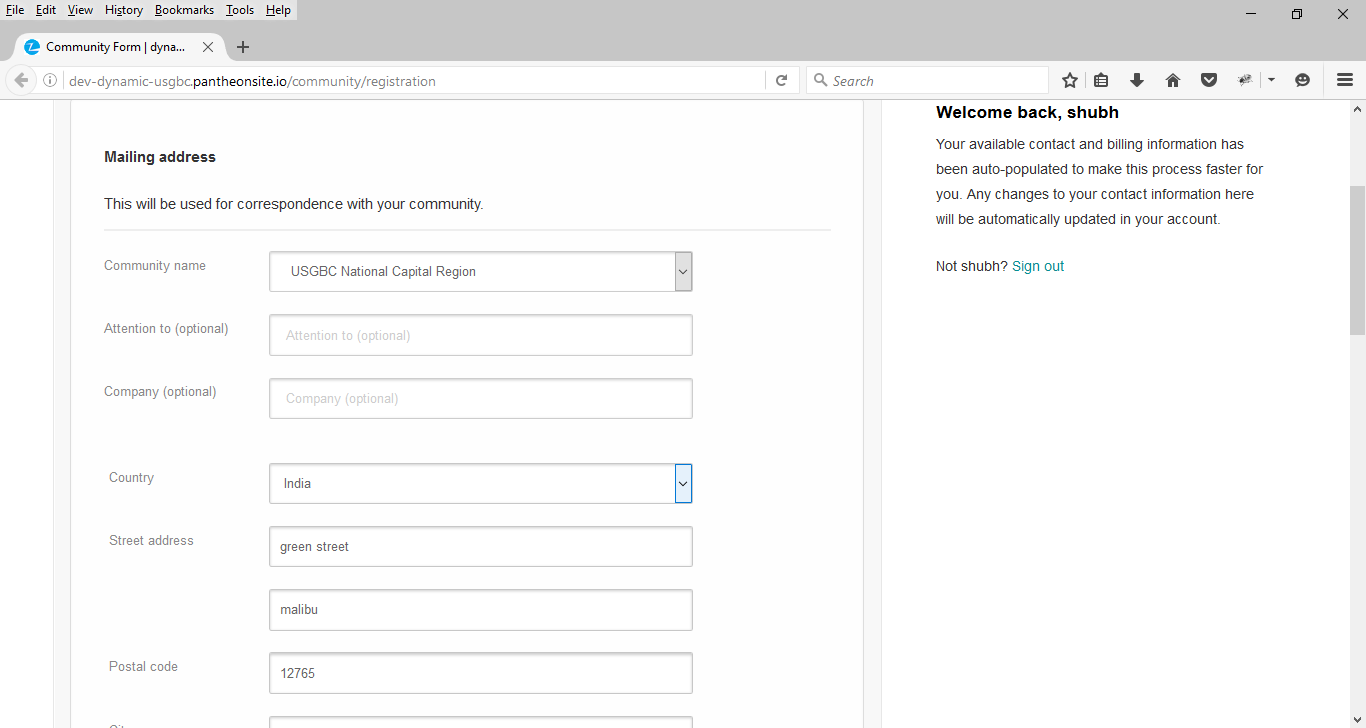 File Edit View History Bookmarks Tools Help
Community Form | dyna...
dev-dynamic-usgbc.pantheonsite.io/community/registration
Search
Mailing address
This will be used for correspondence with your community.
Community name
USGBC National Capital Region
Attention to (optional)
Attention to (optional)
Company (optional)
Company (optional)
Country
India
Street address
green street
malibu
Postal code
12765
Welcome back, shubh
Your available contact and billing information has
been auto-populated to make this process faster for
you. Any changes to your contact information here
will be automatically updated in your account.
Not shubh? Sign out